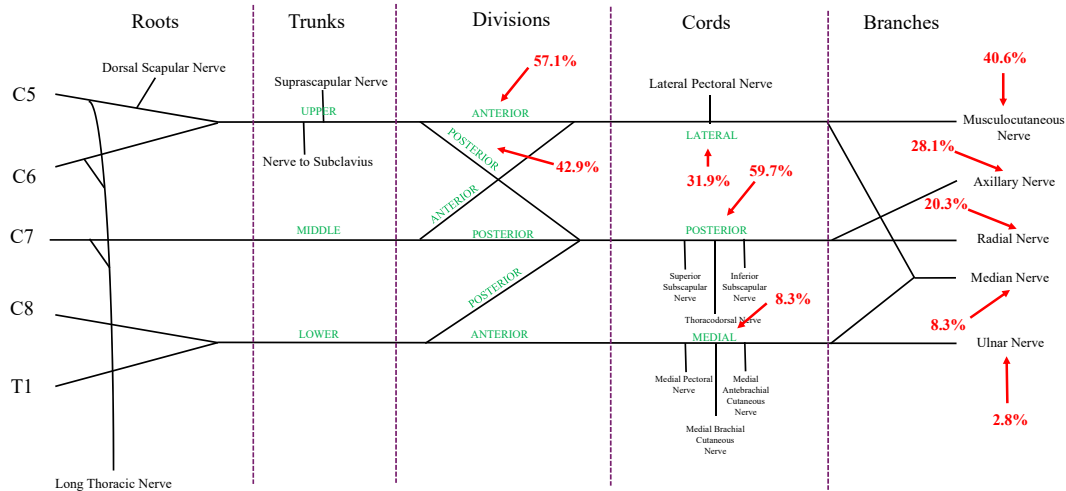 Roots
Trunks
Divisions
Cords
Branches
Dorsal Scapular Nerve
Suprascapular Nerve
57.1%
Lateral Pectoral Nerve
40.6%
C5
UPPER
ANTERIOR
Musculocutaneous
Nerve
LATERAL
POSTERIOR
Nerve to Subclavius
42.9%
31.9%
59.7%
28.1%
C6
ANTERIOR
Axillary Nerve
20.3%
C7
MIDDLE
POSTERIOR
POSTERIOR
Radial Nerve
Superior
Subscapular
Nerve
Inferior
Subscapular
Nerve
Median Nerve
POSTERIOR
8.3%
C8
Thoracodorsal Nerve
8.3%
LOWER
ANTERIOR
MEDIAL
Ulnar Nerve
T1
Medial Pectoral
Nerve
Medial
Antebrachial
Cutaneous
Nerve
2.8%
Medial Brachial
Cutaneous
Nerve
Long Thoracic Nerve